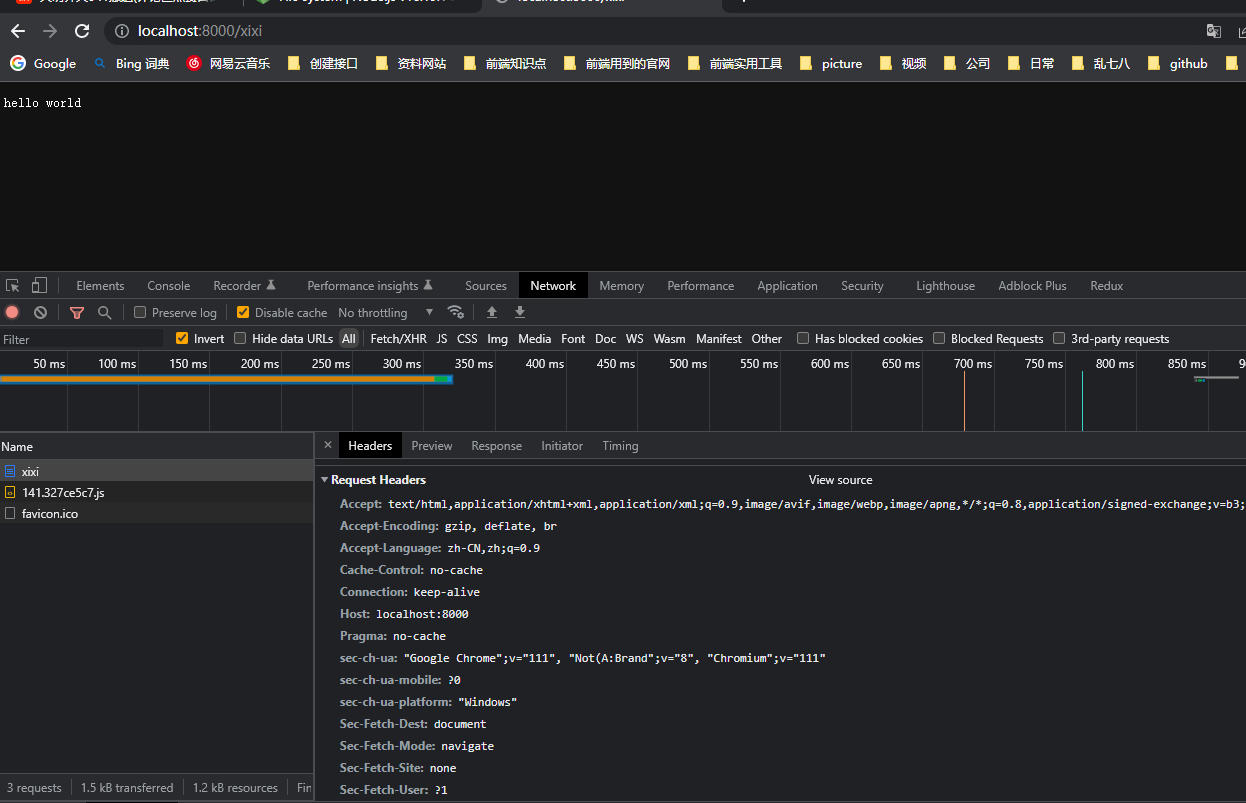 localhost:8000/xixi
Google Bing 词典 网易云音乐 创建接口 资料网站 前端知识点 前端用到的官网 前端实用工具 picture 视频 公司 日常 乱七八 github
hello world
Elements Console Recorder Performance insights Sources Network Memory Performance Application Security Lighthouse Adblock Plus Redux
Preserve log Disable cache No throttling
Filter Invert Hide data URLs All Fetch/XHR JS CSS Img Media Font Doc WS Wasm Manifest Other Has blocked cookies Blocked Requests 3rd-party requests
50 ms 100 ms 150 ms 200 ms 250 ms 300 ms 350 ms 400 ms 450 ms 500 ms 550 ms 600 ms 650 ms 700 ms 750 ms 800 ms 850 ms 9
Name
xixi
141.327ce5c7.js
favicon.ico
3 requests 1.5 kB transferred 1.2 kB resources Fin
Headers Preview Response Initiator Timing
Request Headers View source
Accept: text/html,application/xhtml+xml,application/xml;q=0.9,image/avif,image/webp,image/apng,*/*;q=0.8,application/signed-exchange;v=b3;
Accept-Encoding: gzip, deflate, br
Accept-Language: zh-CN,zh;q=0.9
Cache-Control: no-cache
Connection: keep-alive
Host: localhost:8000
Pragma: no-cache
sec-ch-ua: "Google Chrome";v="111", "Not(A:Brand";v="8", "Chromium";v="111"
sec-ch-ua-mobile: ?0
sec-ch-ua-platform: "Windows"
Sec-Fetch-Dest: document
Sec-Fetch-Mode: navigate
Sec-Fetch-Site: none
Sec-Fetch-User: ?1